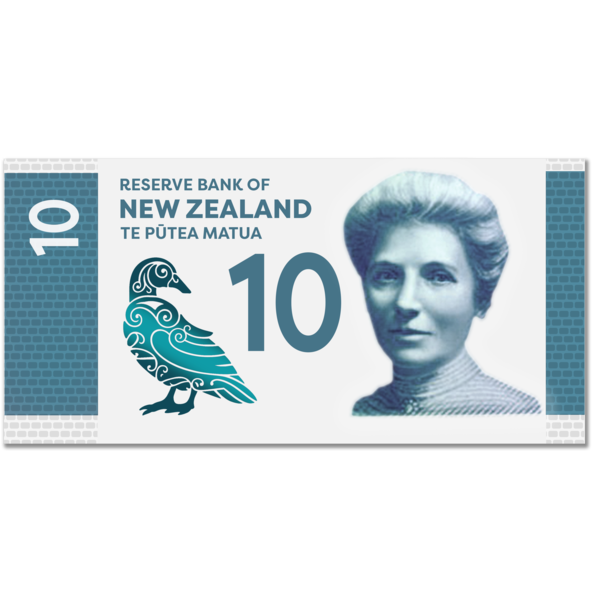 10
RESERVE BANK OF
NEW ZEALAND
TE PŪTEA MATUA
10